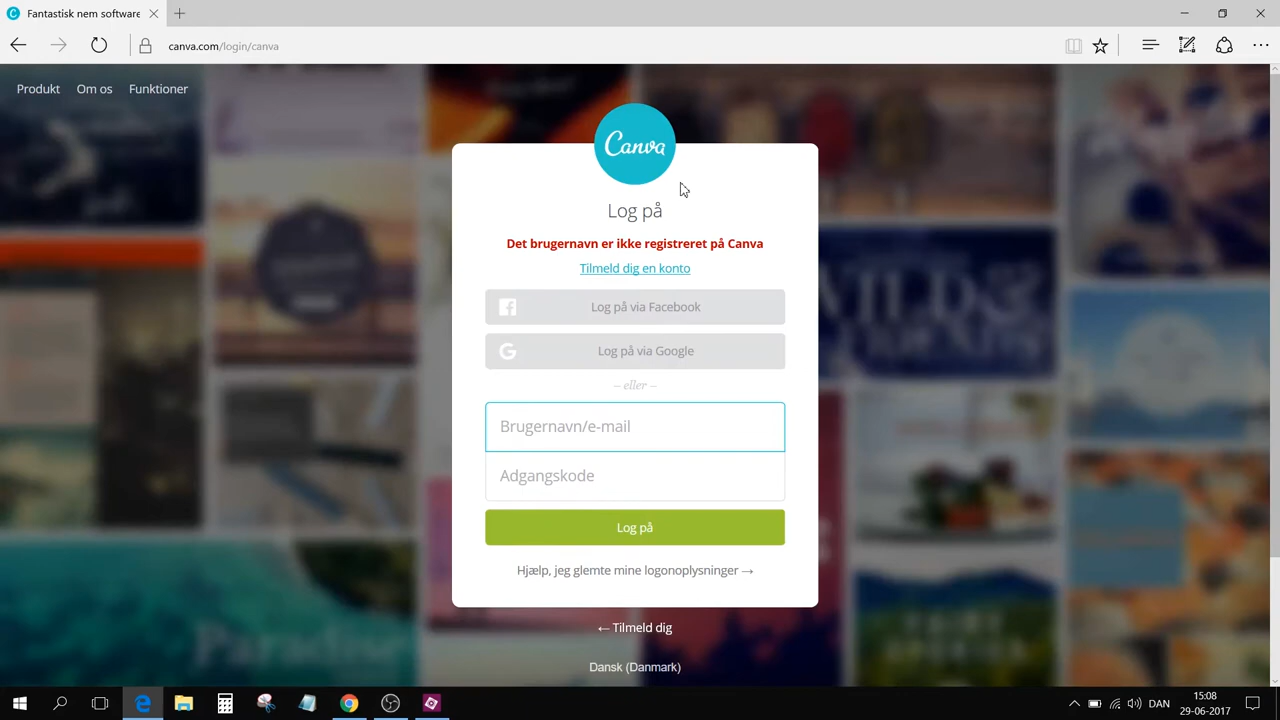 Fantastisk nem software
canva.com/login/canva
Produkt Om os Funktioner
Canva
Log på
Det brugernavn er ikke registreret på Canva
Tilmeld dig en konto
Log på via Facebook
Log på via Google
– eller –
Brugernavn/e-mail
Adgangskode
Log på
Hjælp, jeg glemte mine logonoplysninger →
← Tilmeld dig
Dansk (Danmark)
DAN
15:08
29-06-2017